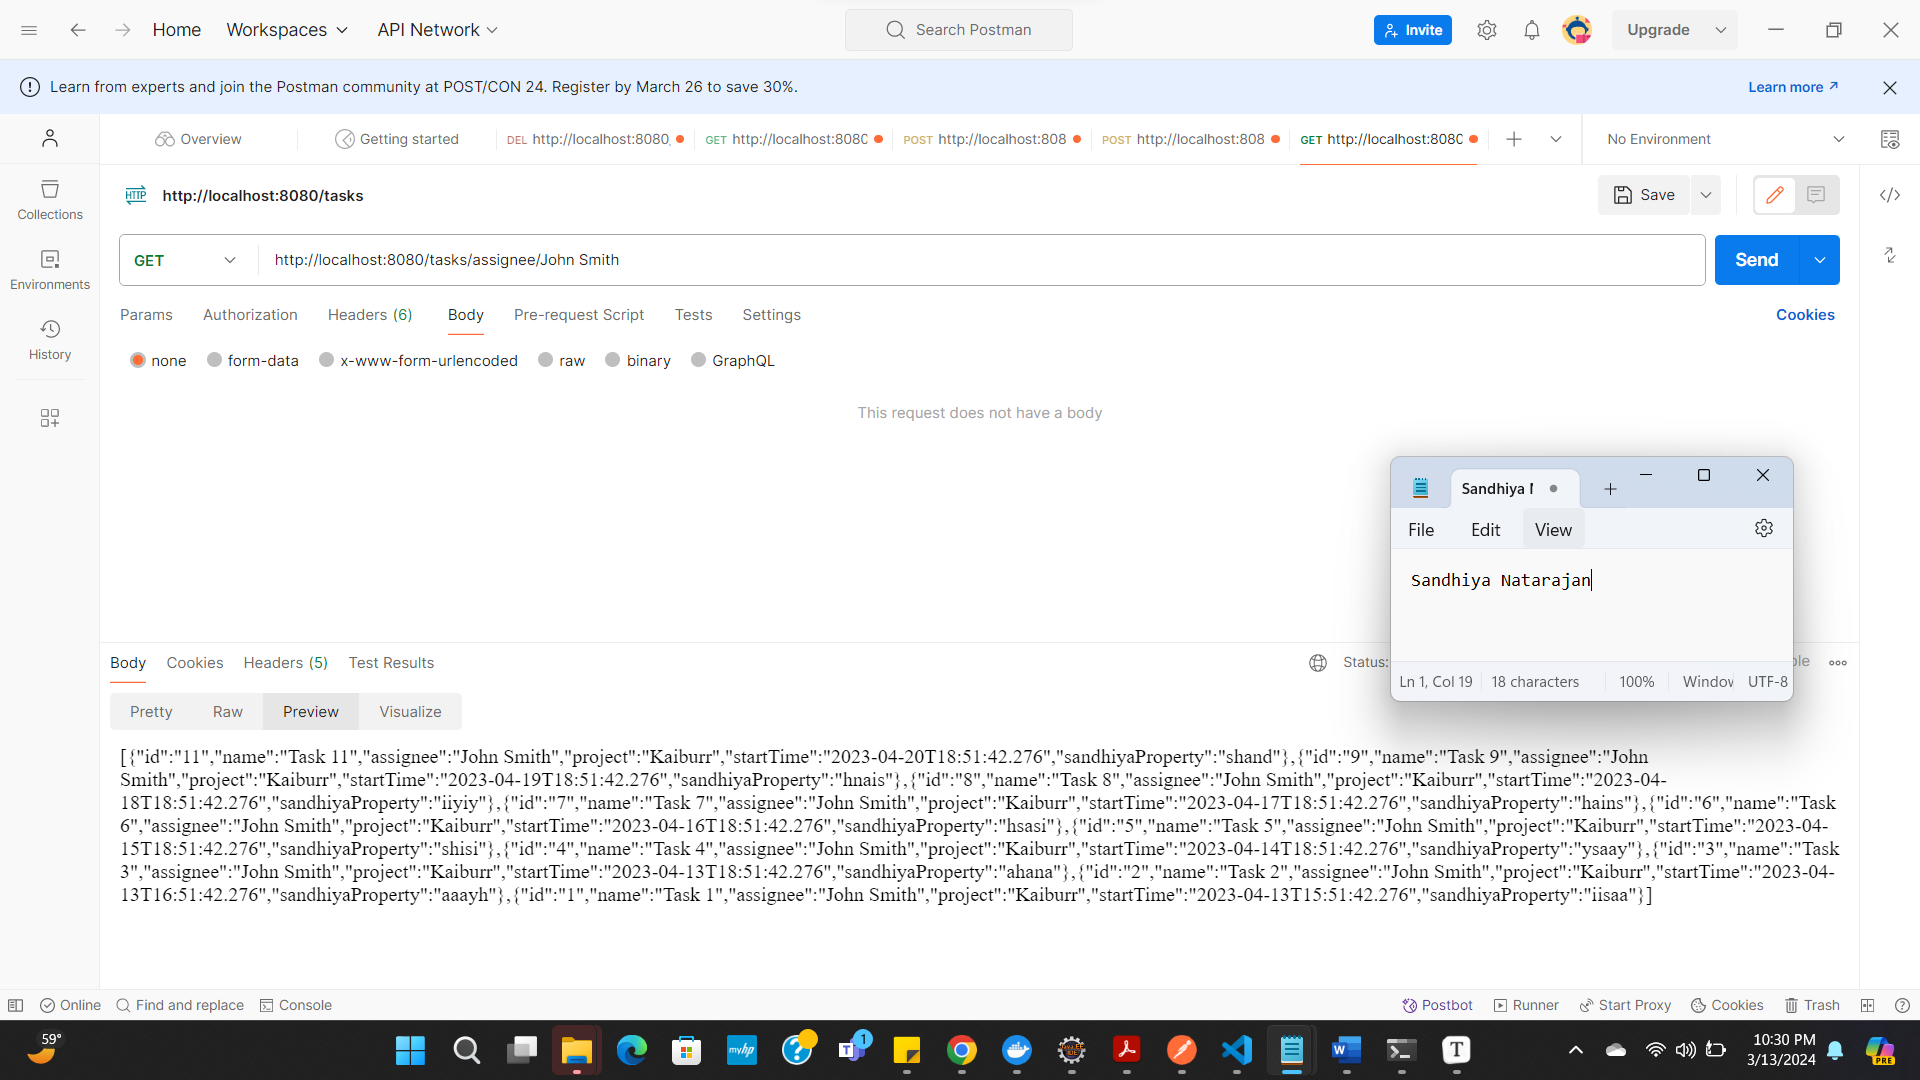 Home Workspaces API Network Search Postman Invite Upgrade
Learn from experts and join the Postman community at POST/CON 24. Register by March 26 to save 30%. Learn more
Overview Getting started DEL http://localhost:8080, GET http://localhost:8080 POST http://localhost:808 POST http://localhost:808 GET http://localhost:8080 No Environment
HTTP http://localhost:8080/tasks Save
Collections
GET http://localhost:8080/tasks/assignee/John Smith Send
Environments
Params Authorization Headers (6) Body Pre-request Script Tests Settings Cookies
History
none form-data x-www-form-urlencoded raw binary GraphQL
This request does not have a body
Sandhiya
File Edit View
Sandhiya Natarajan
Ln 1, Col 19 18 characters 100% Window UTF-8
Body Cookies Headers (5) Test Results Status:
Pretty Raw Preview Visualize
[{"id":"11","name":"Task 11","assignee":"John Smith","project":"Kaiburr","startTime":"2023-04-20T18:51:42.276","sandhiyaProperty":"shand"},{"id":"9","name":"Task 9","assignee":"John
Smith","project":"Kaiburr","startTime":"2023-04-19T18:51:42.276","sandhiyaProperty":"hnais"},{"id":"8","name":"Task 8","assignee":"John Smith","project":"Kaiburr","startTime":"2023-04-
18T18:51:42.276","sandhiyaProperty":"iiyiy"},{"id":"7","name":"Task 7","assignee":"John Smith","project":"Kaiburr","startTime":"2023-04-17T18:51:42.276","sandhiyaProperty":"hains"},{"id":"6","name":"Task
6","assignee":"John Smith","project":"Kaiburr","startTime":"2023-04-16T18:51:42.276","sandhiyaProperty":"hsasi"},{"id":"5","name":"Task 5","assignee":"John Smith","project":"Kaiburr","startTime":"2023-04-
15T18:51:42.276","sandhiyaProperty":"shisi"},{"id":"4","name":"Task 4","assignee":"John Smith","project":"Kaiburr","startTime":"2023-04-14T18:51:42.276","sandhiyaProperty":"ysaay"},{"id":"3","name":"Task
3","assignee":"John Smith","project":"Kaiburr","startTime":"2023-04-13T18:51:42.276","sandhiyaProperty":"ahana"},{"id":"2","name":"Task 2","assignee":"John Smith","project":"Kaiburr","startTime":"2023-04-
13T16:51:42.276","sandhiyaProperty":"aaayh"},{"id":"1","name":"Task 1","assignee":"John Smith","project":"Kaiburr","startTime":"2023-04-13T15:51:42.276","sandhiyaProperty":"iisaa"}]
Online Find and replace Console Postbot Runner Start Proxy Cookies Trash
59° myhp 1 10:30 PM
3/13/2024 PRE